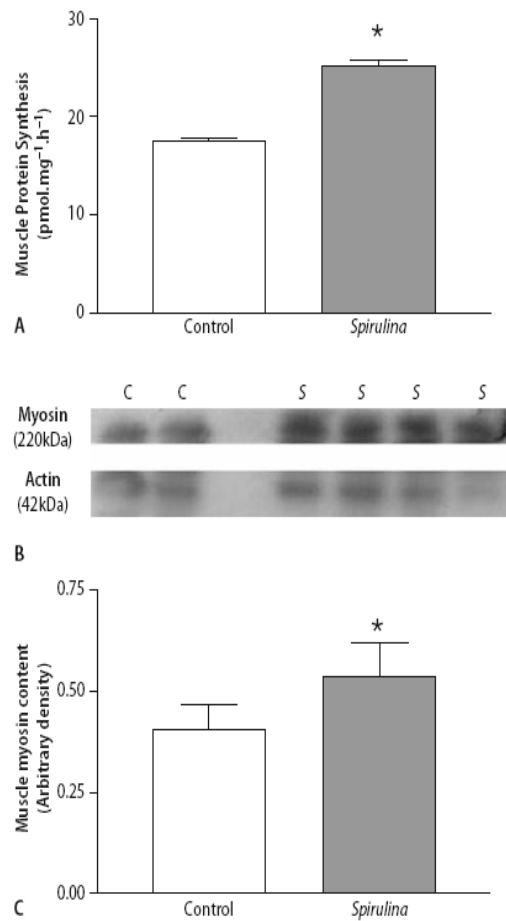 30
*
20
10
0
Muscle Protein Synthesis
(pmol.mg⁻¹.h⁻¹)
A
Control
Spirulina
C C S S S S
Myosin
(220kDa)
Actin
(42kDa)
B
0.75
*
0.50
0.25
0.00
Muscle myosin content
(Arbitrary density)
C
Control
Spirulina